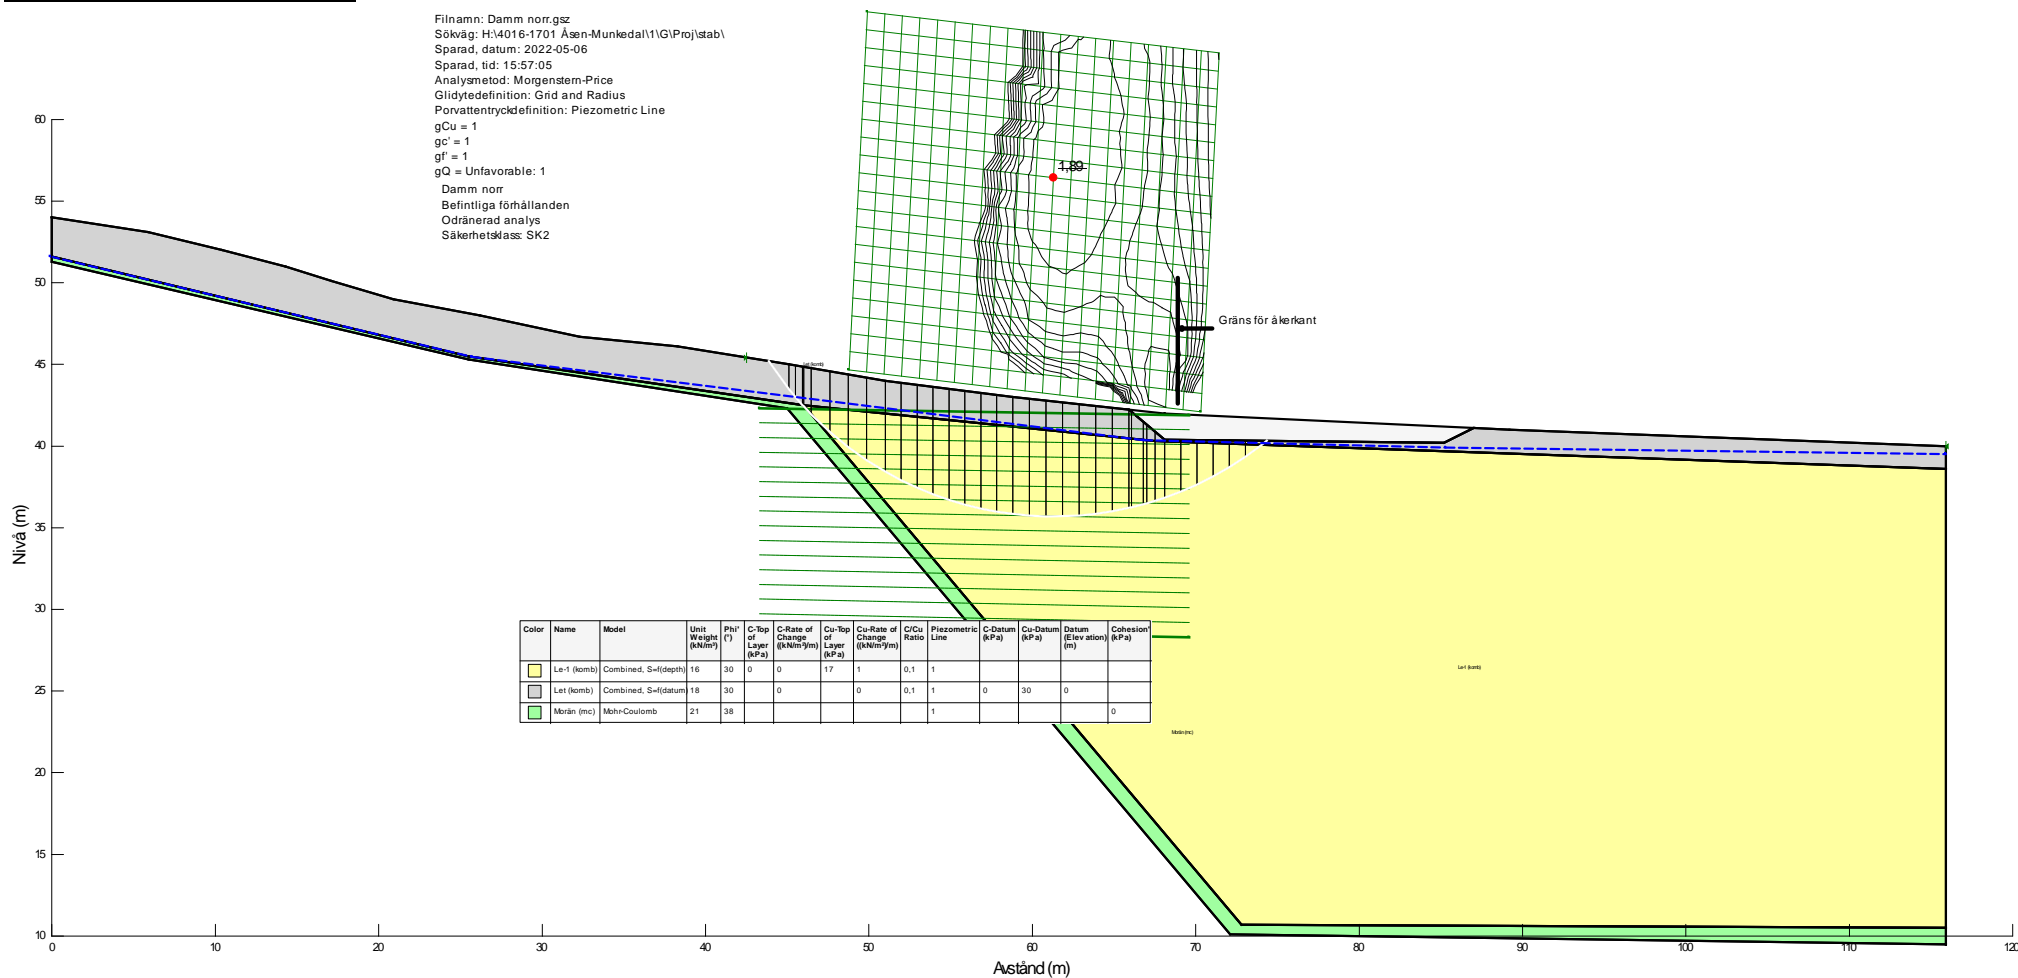 Filnamn: Damm norr.gsz
Sökväg: H:\4016-1701 Åsen-Munkedal\1\G\Proj\stab\
Sparad, datum: 2022-05-06
Sparad, tid: 15:57:05
Analysmetod: Morgenstern-Price
Glidytedefinition: Grid and Radius
Porvattentryckdefinition: Piezometric Line
gCu = 1
gc' = 1
gf' = 1
gQ = Unfavorable: 1
Damm norr
Befintliga förhållanden
Odränerad analys
Säkerhetsklass: SK2
1,89
Gräns för åkerkant
Let (komb)
Le-1 (komb)
Morän (mc)
Color Name Model Unit Weight (kN/m³) Phi' (°) C-Top of Layer (kPa) C-Rate of Change ((kN/m²)/m) Cu-Top of Layer (kPa) Cu-Rate of Change ((kN/m²)/m) C/Cu Ratio Piezometric Line C-Datum (kPa) Cu-Datum (kPa) Datum (Elevation) (m) Cohesion' (kPa)
Le-1 (komb) Combined, S=f(depth) 16 30 0 0 17 1 0,1 1
Let (komb) Combined, S=f(datum) 18 30 0 0 0,1 1 0 30 0
Morän (mc) Mohr-Coulomb 21 38 1 0
Nivå (m)
60
55
50
45
40
35
30
25
20
15
10
0 10 20 30 40 50 60 70 80 90 100 110 120
Avstånd (m)